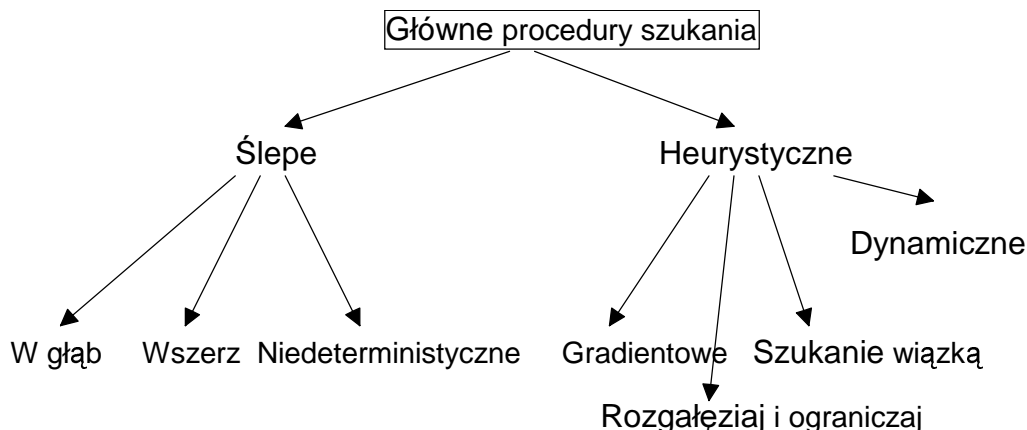 Główne procedury szukania
Ślepe
Heurystyczne
Dynamiczne
W głąb
Wszerz
Niedeterministyczne
Gradientowe
Szukanie wiązką
Rozgałęziaj i ograniczaj